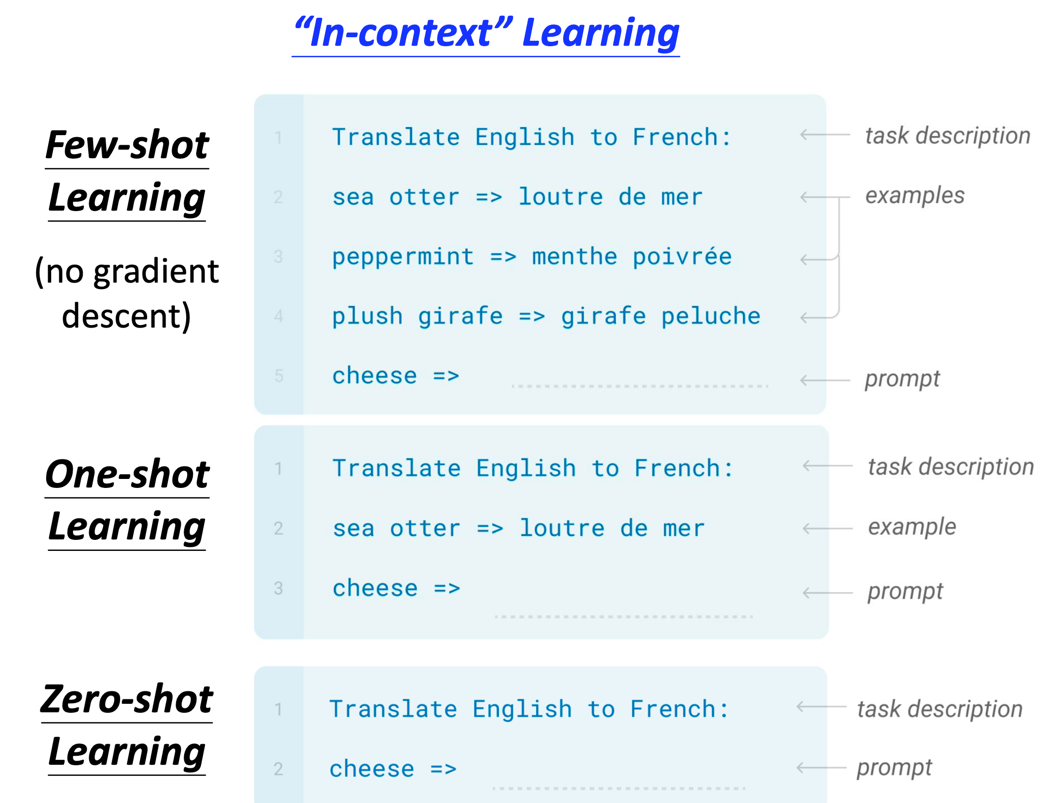 “In-context” Learning
Few-shot
Learning
(no gradient
descent)
1 Translate English to French: task description
2 sea otter => loutre de mer examples
3 peppermint => menthe poivrée
4 plush girafe => girafe peluche
5 cheese => prompt
One-shot
Learning
1 Translate English to French: task description
2 sea otter => loutre de mer example
3 cheese => prompt
Zero-shot
Learning
1 Translate English to French: task description
2 cheese => prompt